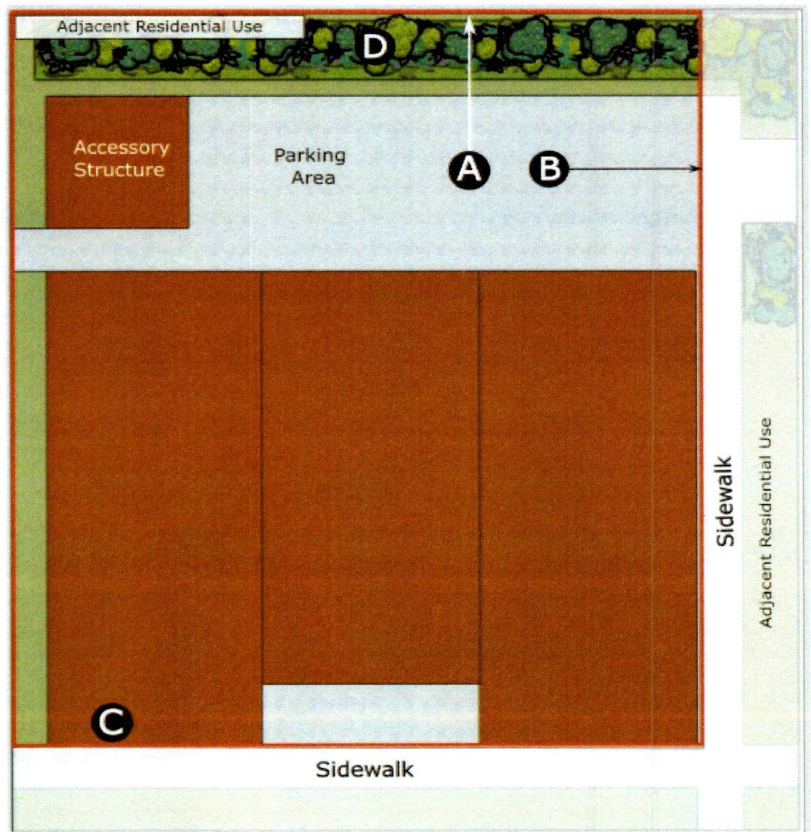 Adjacent Residential Use
D
Accessory
Structure
Parking
Area
A
B
Sidewalk
Adjacent Residential Use
C
Sidewalk